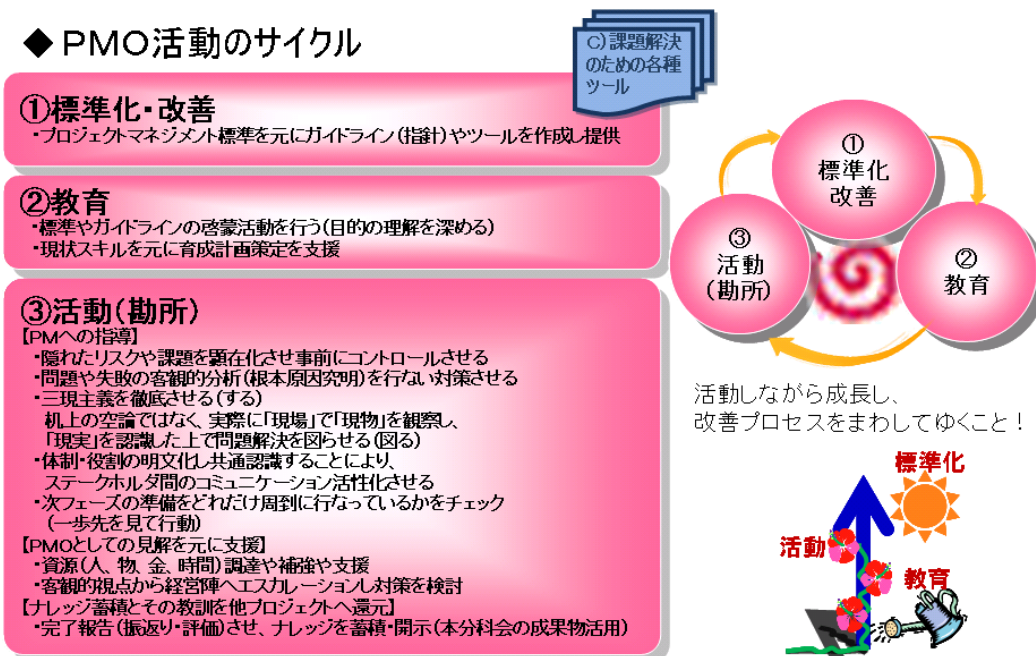 ◆PMO活動のサイクル
C)課題解決
のための各種
ツール
①標準化・改善
・プロジェクトマネジメント標準を元にガイドライン(指針)やツールを作成し提供
②教育
・標準やガイドラインの啓蒙活動を行う(目的の理解を深める)
・現状スキルを元に育成計画策定を支援
③活動(勘所)
【PMへの指導】
・隠れたリスクや課題を顕在化させ事前にコントロールさせる
・問題や失敗の客観的分析(根本原因究明)を行ない対策させる
・三現主義を徹底させる(する)
机上の空論ではなく、実際に「現場」で「現物」を観察し、
「現実」を認識した上で問題解決を図らせる(図る)
・体制・役割の明文化し共通認識することにより、
ステークホルダ間のコミュニケーション活性化させる
・次フェーズの準備をどれだけ周到に行なっているかをチェック
(一歩先を見て行動)
【PMOとしての見解を元に支援】
・資源(人、物、金、時間)調達や補強や支援
・客観的視点から経営陣へエスカレーションし対策を検討
【ナレッジ蓄積とその教訓を他プロジェクトへ還元】
・完了報告(振返り・評価)させ、ナレッジを蓄積・開示(本分科会の成果物活用)
①
標準化
改善
③
活動
(勘所)
②
教育
活動しながら成長し、
改善プロセスをまわしてゆくこと！
標準化
活動
教育